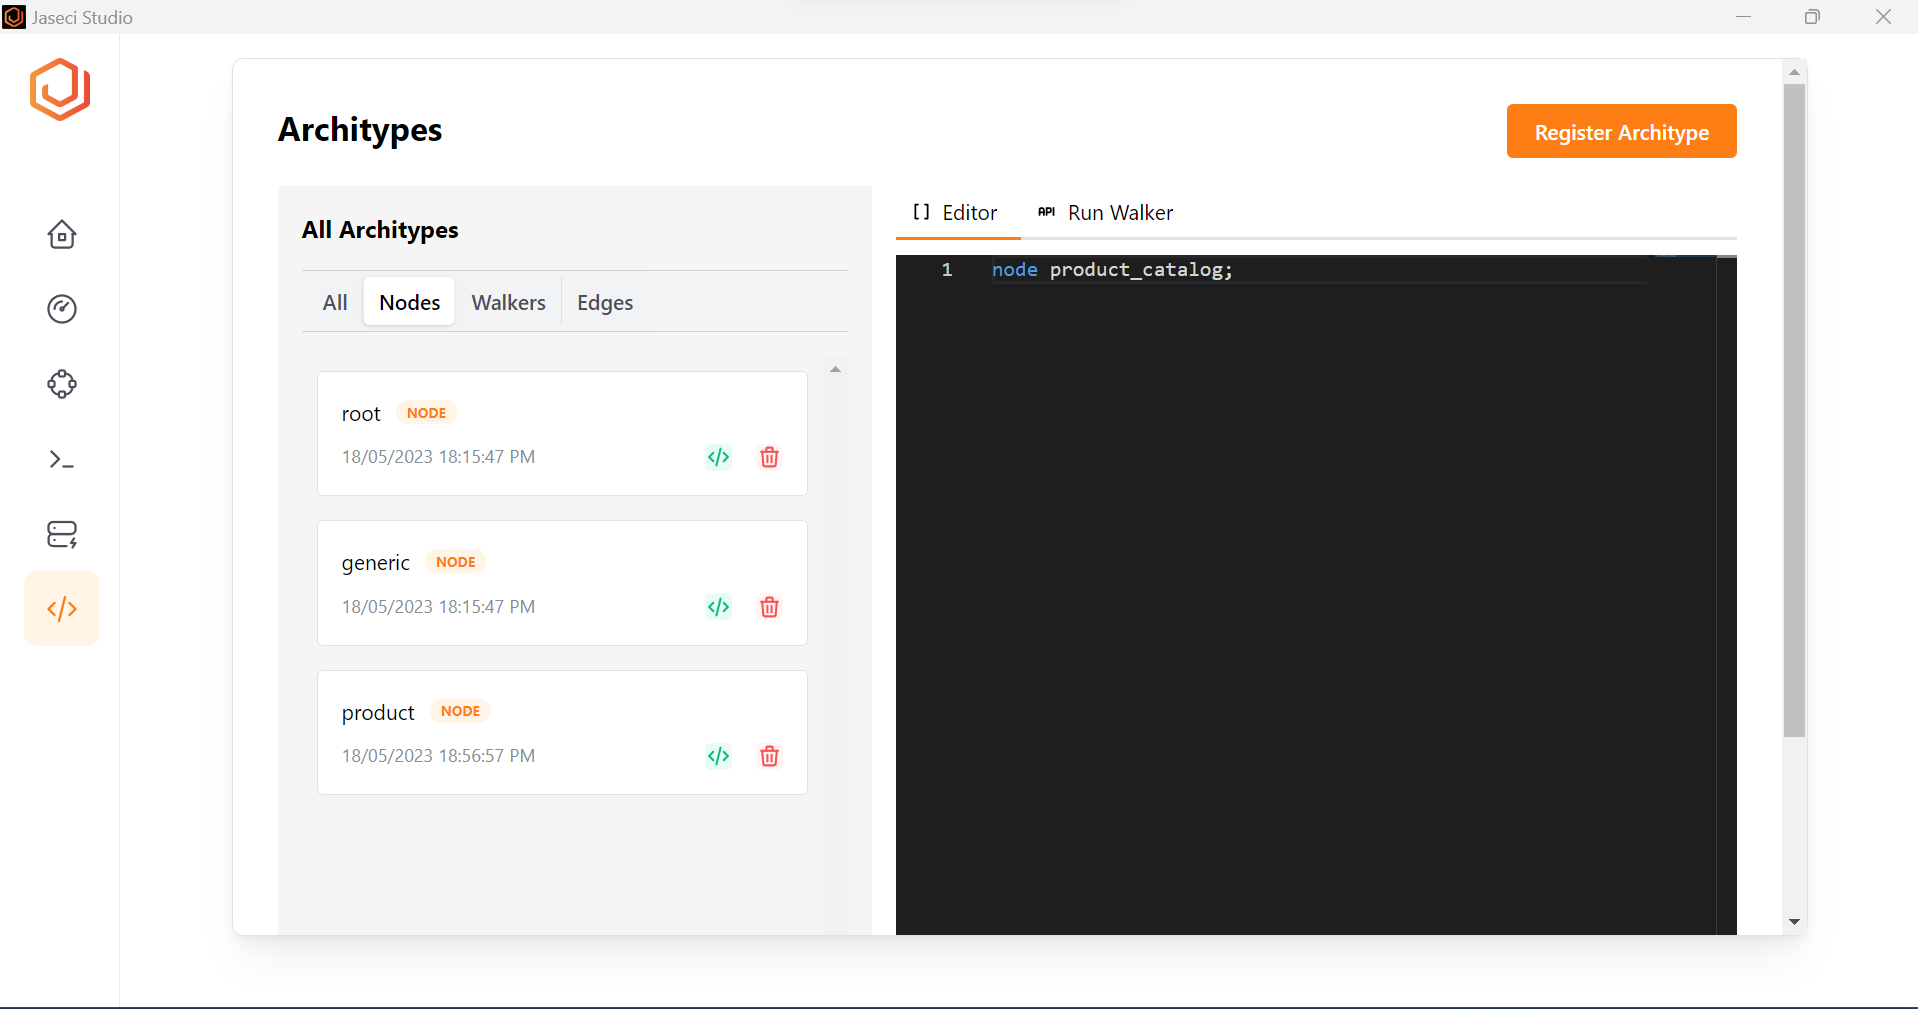 Jaseci Studio
Architypes
Register Architype
All Architypes
All Nodes Walkers Edges
root NODE
18/05/2023 18:15:47 PM
generic NODE
18/05/2023 18:15:47 PM
product NODE
18/05/2023 18:56:57 PM
[] Editor API Run Walker
1 node product_catalog;